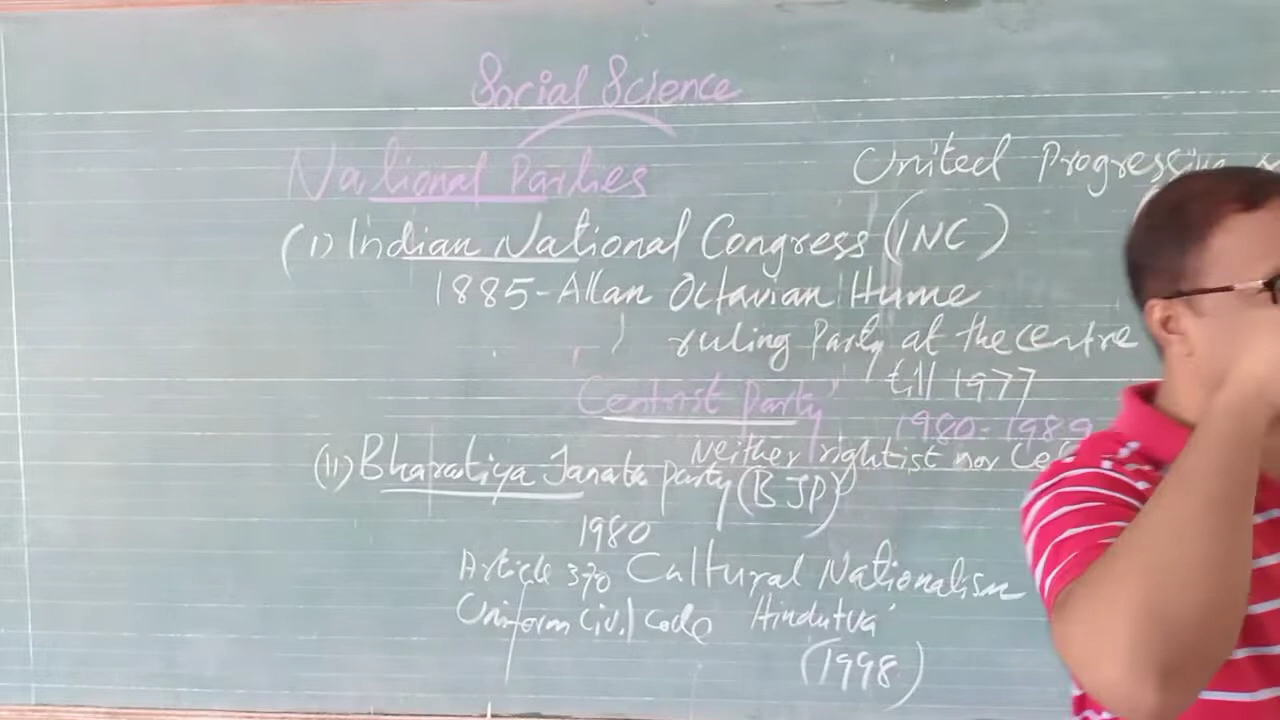 Social Science
National Parties
United Progressive
(1) Indian National Congress (INC)
1885-Allan Octavian Hume
ruling Party at the centre
till 1977
Centrist Party
1980-1989
Neither rightist nor
(11) Bharatiya Janata party (BJP)
1980
Article 370 Cultural Nationalism
Uniform Civil Code Hindutva
(1998)